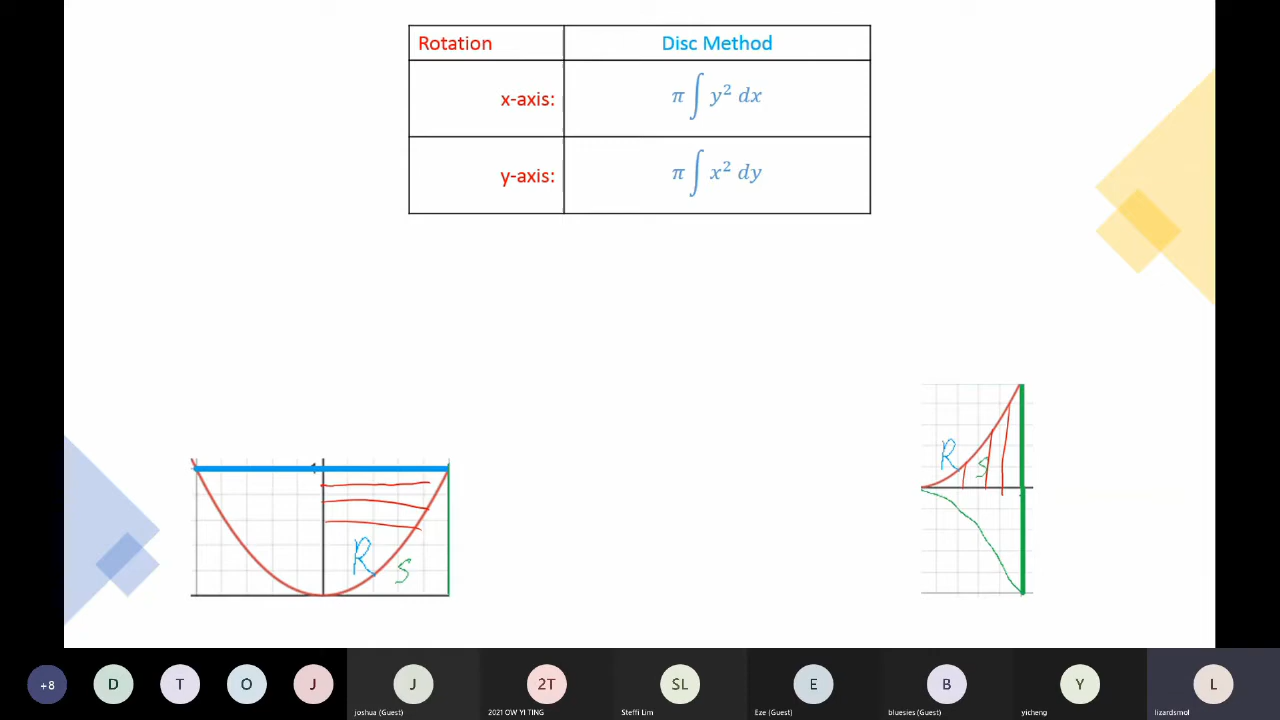 Rotation Disc Method
x-axis: π∫ y² dx
y-axis: π∫ x² dy
R
S
R
S
+8 D T O J J 2T SL E B Y L
joshua (Guest) 2021 OW YI TING Steffi Lim Eze (Guest) bluesies (Guest) yicheng lizardsmol